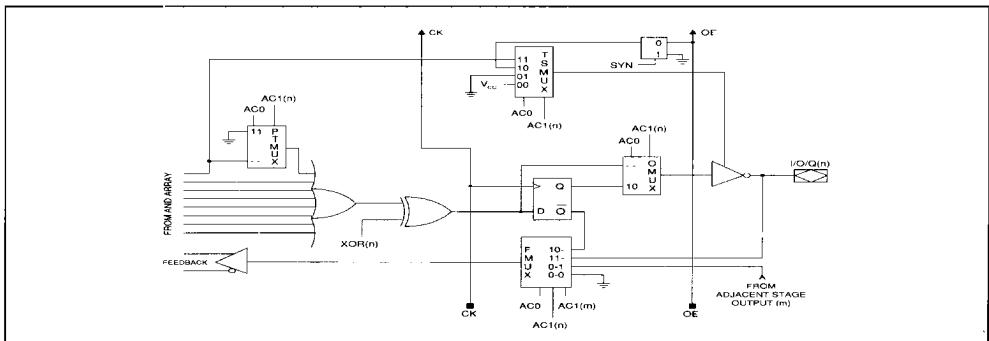 CK
OE
11
10
01
00
T
S
M
U
X
0
1
SYN
VCC
AC0
AC1(n)
AC1(n)
AC0
11
P
T
M
U
X
--
AC1(n)
AC0
--
10
O
M
U
X
I/O/Q(n)
FROM AND ARRAY
Q
D
Q
XOR(n)
FEEDBACK
F
M
U
X
10-
11-
0-1
0-0
FROM
ADJACENT STAGE
OUTPUT (m)
AC0
AC1(m)
AC1(n)
CK
OE